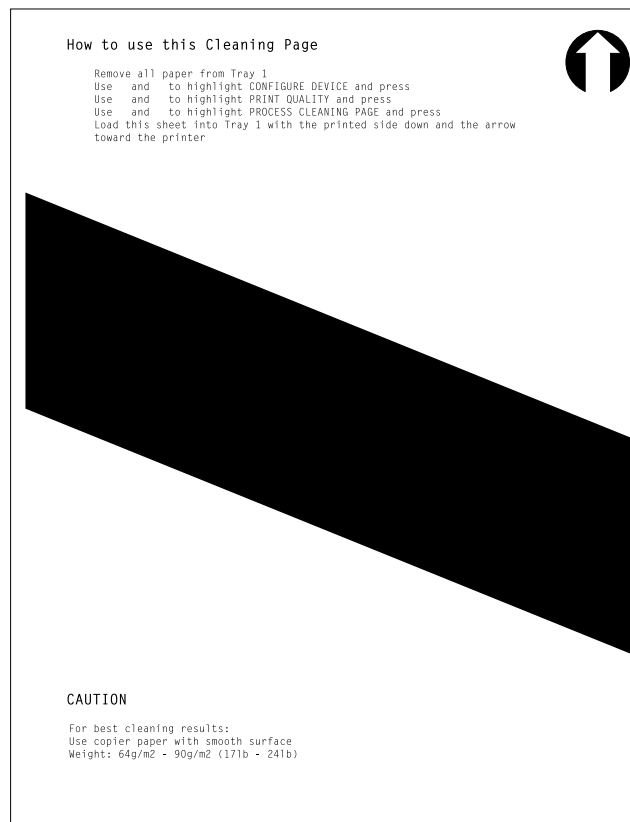 How to use this Cleaning Page
Remove all paper from Tray 1
Use and to highlight CONFIGURE DEVICE and press
Use and to highlight PRINT QUALITY and press
Use and to highlight PROCESS CLEANING PAGE and press
Load this sheet into Tray 1 with the printed side down and the arrow
toward the printer
CAUTION
For best cleaning results:
Use copier paper with smooth surface
Weight: 64g/m2 - 90g/m2 (17lb - 24lb)